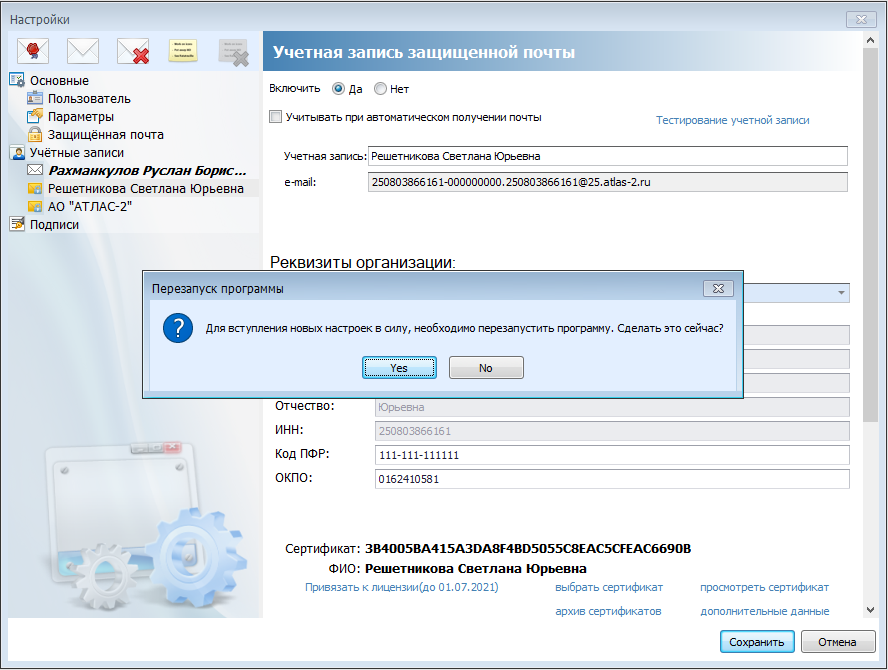 Настройки
Основные
Пользователь
Параметры
Защищённая почта
Учётные записи
Рахманкулов Руслан Борис...
Решетникова Светлана Юрьевна
АО "АТЛАС-2"
Подписи
Учетная запись защищенной почты
Включить Да Нет
Учитывать при автоматическом получении почты
Тестирование учетной записи
Учетная запись: Решетникова Светлана Юрьевна
e-mail: 250803866161-000000000.250803866161@25.atlas-2.ru
Реквизиты организации:
Перезапуск программы
Для вступления новых настроек в силу, необходимо перезапустить программу. Сделать это сейчас?
Yes No
Отчество: Юрьевна
ИНН: 250803866161
Код ПФР: 111-111-111111
ОКПО: 0162410581
Сертификат: 3B4005BA415A3DA8F4BD5055C8EAC5CFEAC6690B
ФИО: Решетникова Светлана Юрьевна
Привязать к лицензии(до 01.07.2021) выбрать сертификат просмотреть сертификат
архив сертификатов дополнительные данные
Сохранить Отмена